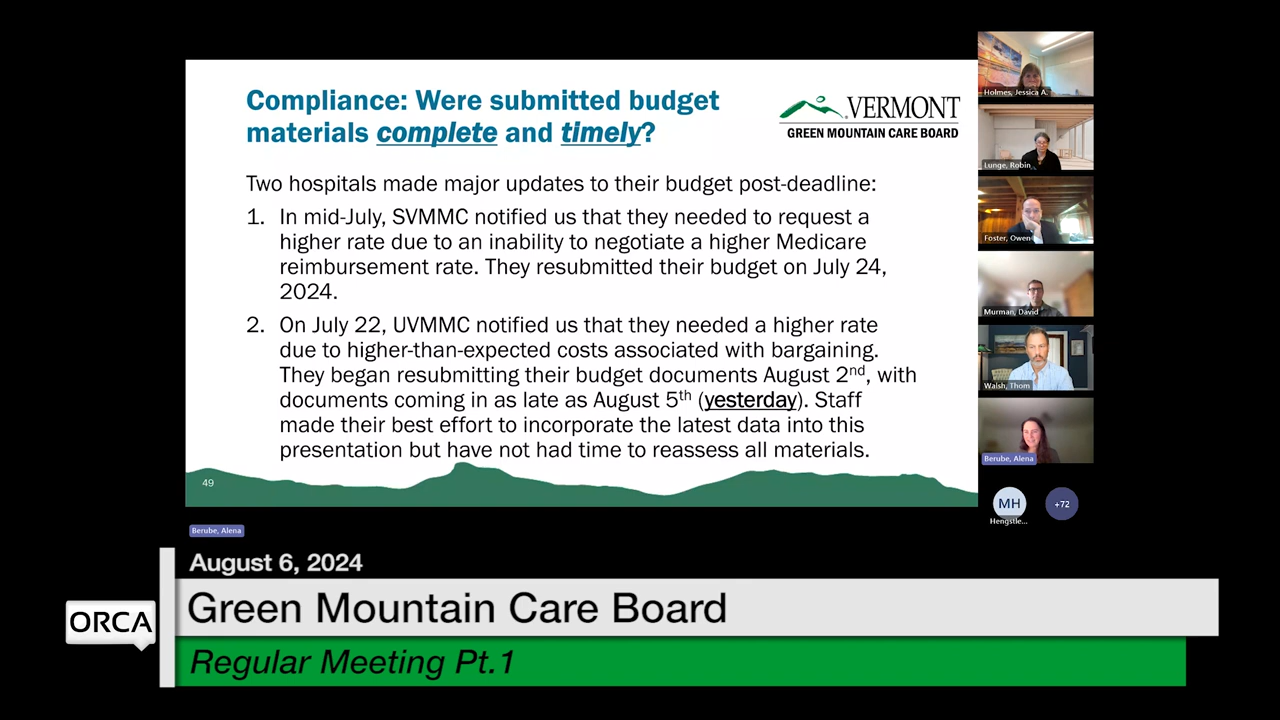 Compliance: Were submitted budget
materials complete and timely?
VERMONT
GREEN MOUNTAIN CARE BOARD
Two hospitals made major updates to their budget post-deadline:
1. In mid-July, SVMMC notified us that they needed to request a
higher rate due to an inability to negotiate a higher Medicare
reimbursement rate. They resubmitted their budget on July 24,
2024.
2. On July 22, UVMMC notified us that they needed a higher rate
due to higher-than-expected costs associated with bargaining.
They began resubmitting their budget documents August 2nd, with
documents coming in as late as August 5th (yesterday). Staff
made their best effort to incorporate the latest data into this
presentation but have not had time to reassess all materials.
49
Holmes, Jessica A.
Lunge, Robin
Foster, Owen
Murman, David
Walsh, Thom
Berube, Alena
MH
Hengstle...
+72
Berube, Alena
August 6, 2024
ORCA
Green Mountain Care Board
Regular Meeting Pt.1